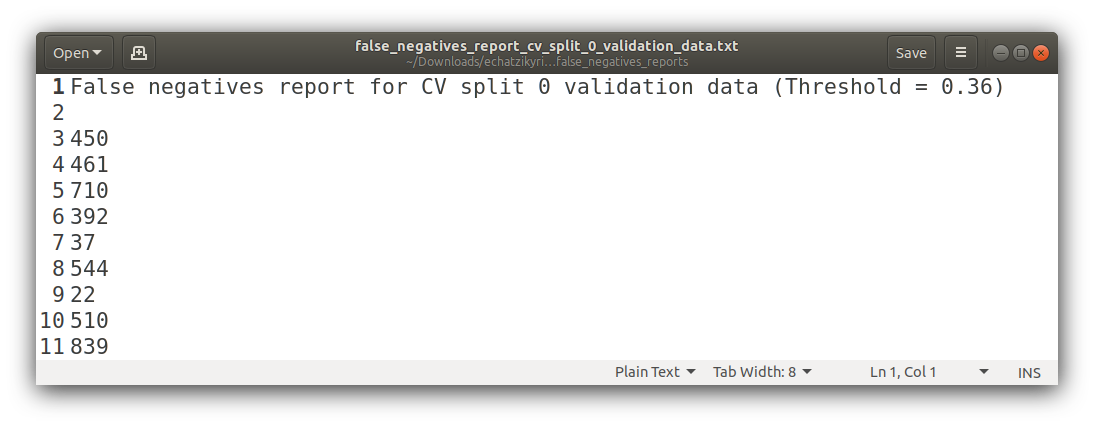 Open
false_negatives_report_cv_split_0_validation_data.txt
~/Downloads/echatzikyri…false_negatives_reports
Save
1 False negatives report for CV split 0 validation data (Threshold = 0.36)
2
3 450
4 461
5 710
6 392
7 37
8 544
9 22
10 510
11 839
Plain Text Tab Width: 8 Ln 1, Col 1 INS